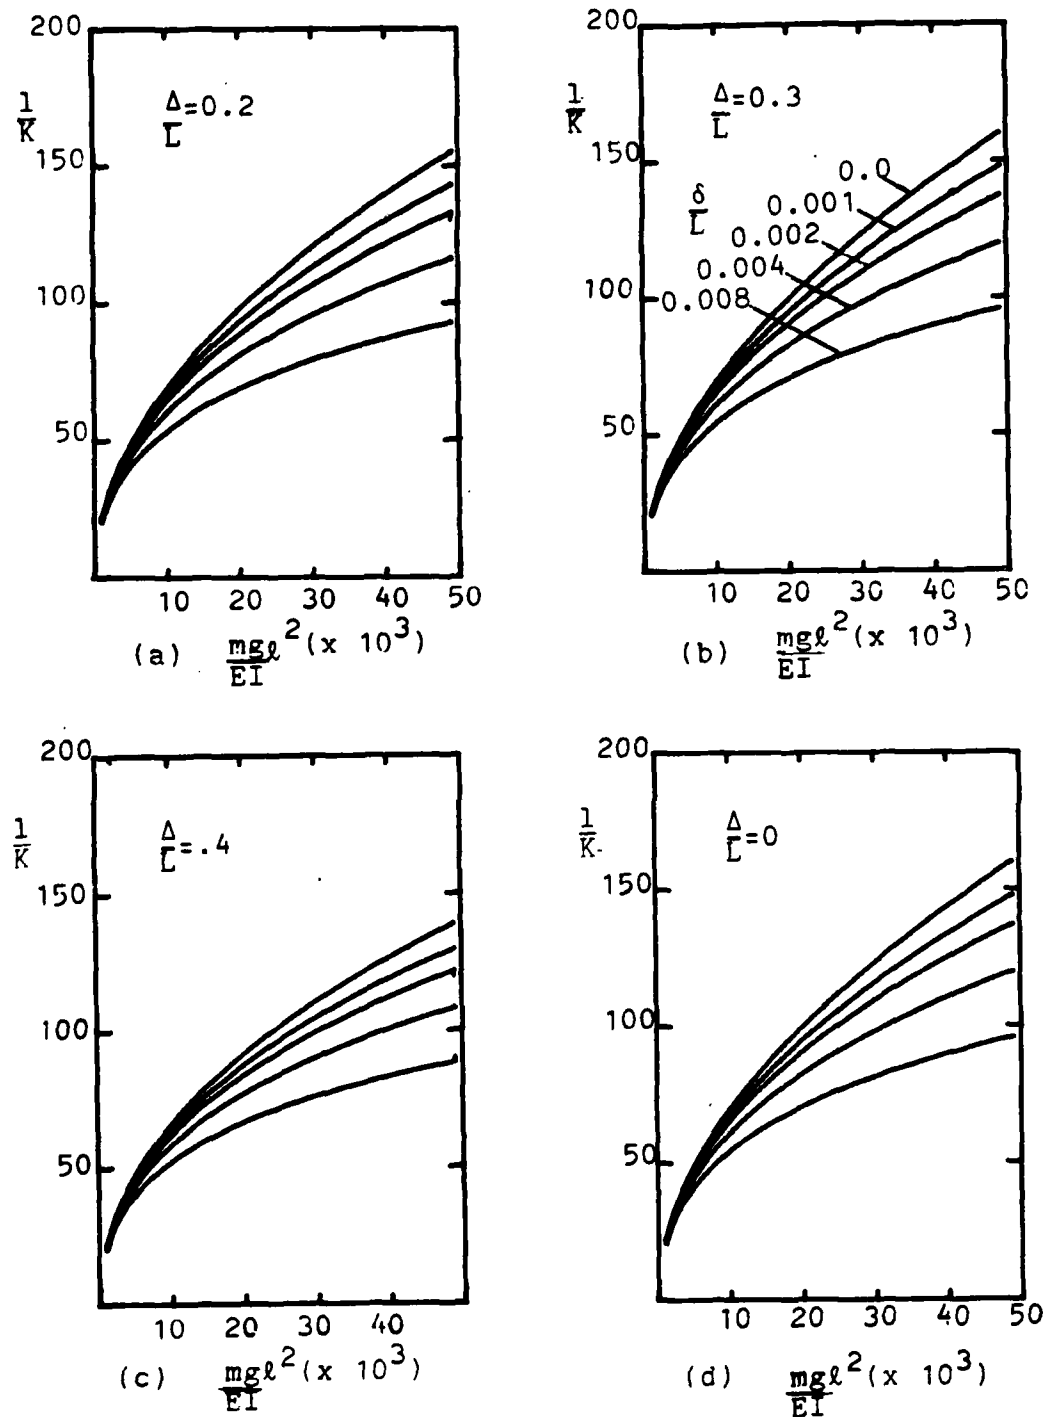 200
1/K
Δ/L=0.2
150
100
50
10 20 30 40 50
(a) mg/EI ℓ²(x 10³)
200
1/K
Δ/L=0.3
150
δ/L
0.0
0.001
0.002
0.004
0.008
100
50
10 20 30 40 50
(b) mgℓ²/EI (x 10³)
200
1/K
Δ/L=.4
150
100
50
10 20 30 40
(c) mgℓ²/EI (x 10³)
200
1/K
Δ/L=0
150
100
50
10 20 30 40 50
(d) mgℓ²/EI (x 10³)